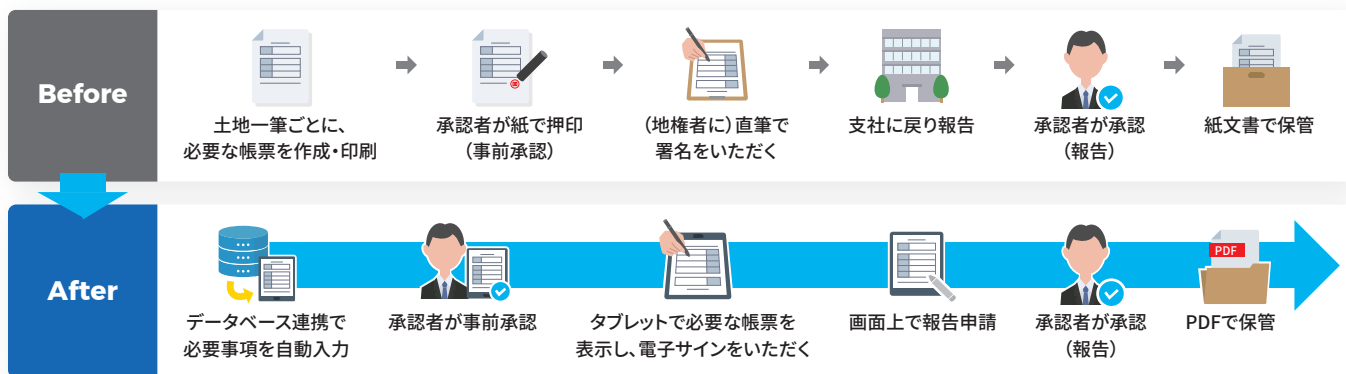 Before
土地一筆ごとに、
必要な帳票を作成・印刷
承認者が紙で押印
（事前承認）
（地権者に）直筆で
署名をいただく
支社に戻り報告
承認者が承認
（報告）
紙文書で保管
After
データベース連携で
必要事項を自動入力
承認者が事前承認
タブレットで必要な帳票を
表示し、電子サインをいただく
画面上で報告申請
承認者が承認
（報告）
PDF
PDFで保管